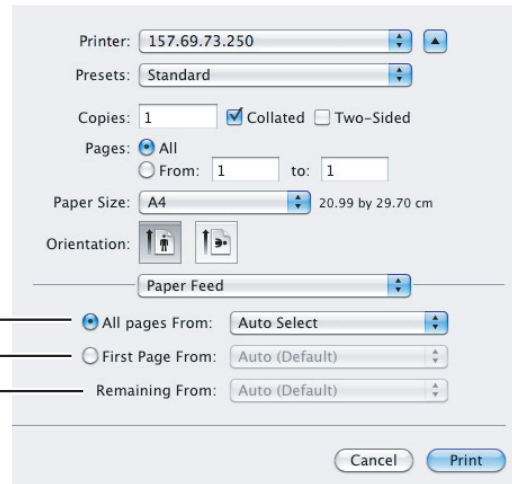 Printer: 157.69.73.250
Presets: Standard
Copies: 1 Collated Two-Sided
Pages: All
From: 1 to: 1
Paper Size: A4 20.99 by 29.70 cm
Orientation:
Paper Feed
All pages From: Auto Select
First Page From: Auto (Default)
Remaining From: Auto (Default)
Cancel Print